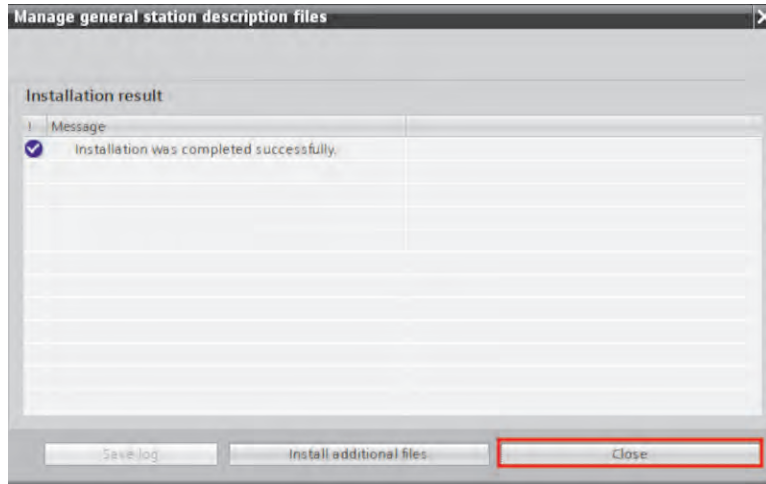 Manage general station description files
Installation result
! Message
Installation was completed successfully.
Save log Install additional files Close